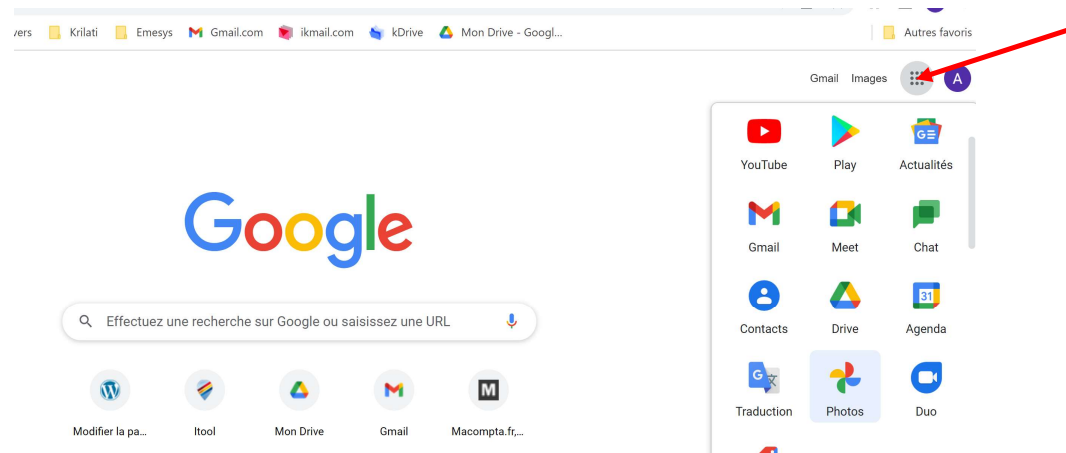 vers Krilati Emesys Gmail.com ikmail.com kDrive Mon Drive - Googl... Autres favoris
Gmail Images A
YouTube Play Actualités
Google
Gmail Meet Chat
31
Contacts Drive Agenda
Effectuez une recherche sur Google ou saisissez une URL
Traduction Photos Duo
Modifier la pa... Itool Mon Drive Gmail Macompta.fr,...